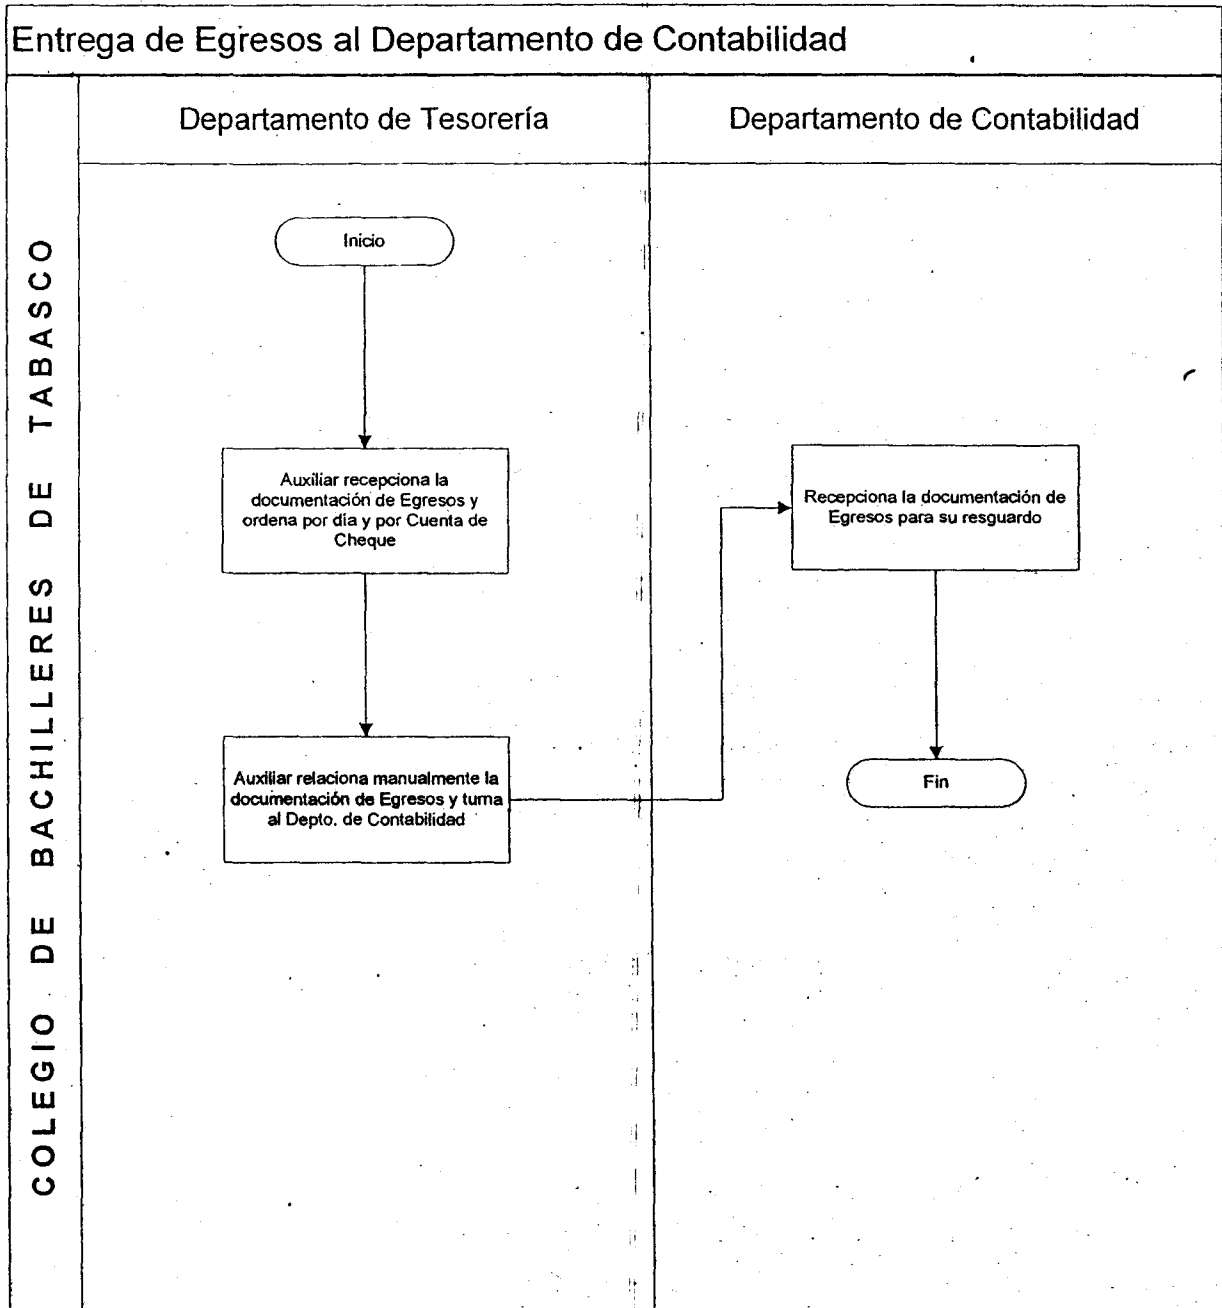 Entrega de Egresos al Departamento de Contabilidad
COLEGIO DE BACHILLERES DE TABASCO
Departamento de Tesorería
Departamento de Contabilidad
Inicio
Auxiliar recepciona la
documentación de Egresos y
ordena por día y por Cuenta de
Cheque
Auxiliar relaciona manualmente la
documentación de Egresos y turna
al Depto. de Contabilidad
Recepciona la documentación de
Egresos para su resguardo
Fin